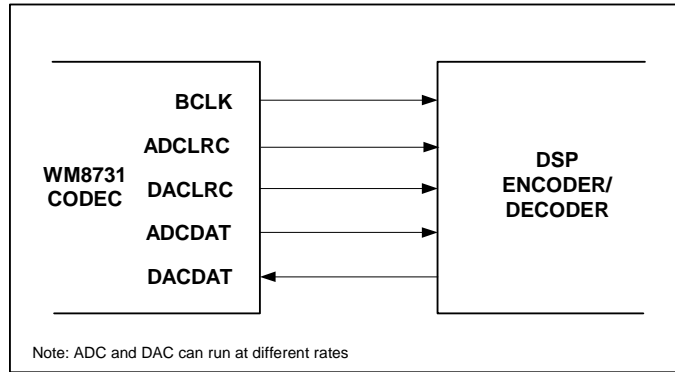 BCLK
ADCLRC
WM8731
CODEC
DACLRC
ADCDAT
DACDAT
DSP
ENCODER/
DECODER
Note: ADC and DAC can run at different rates